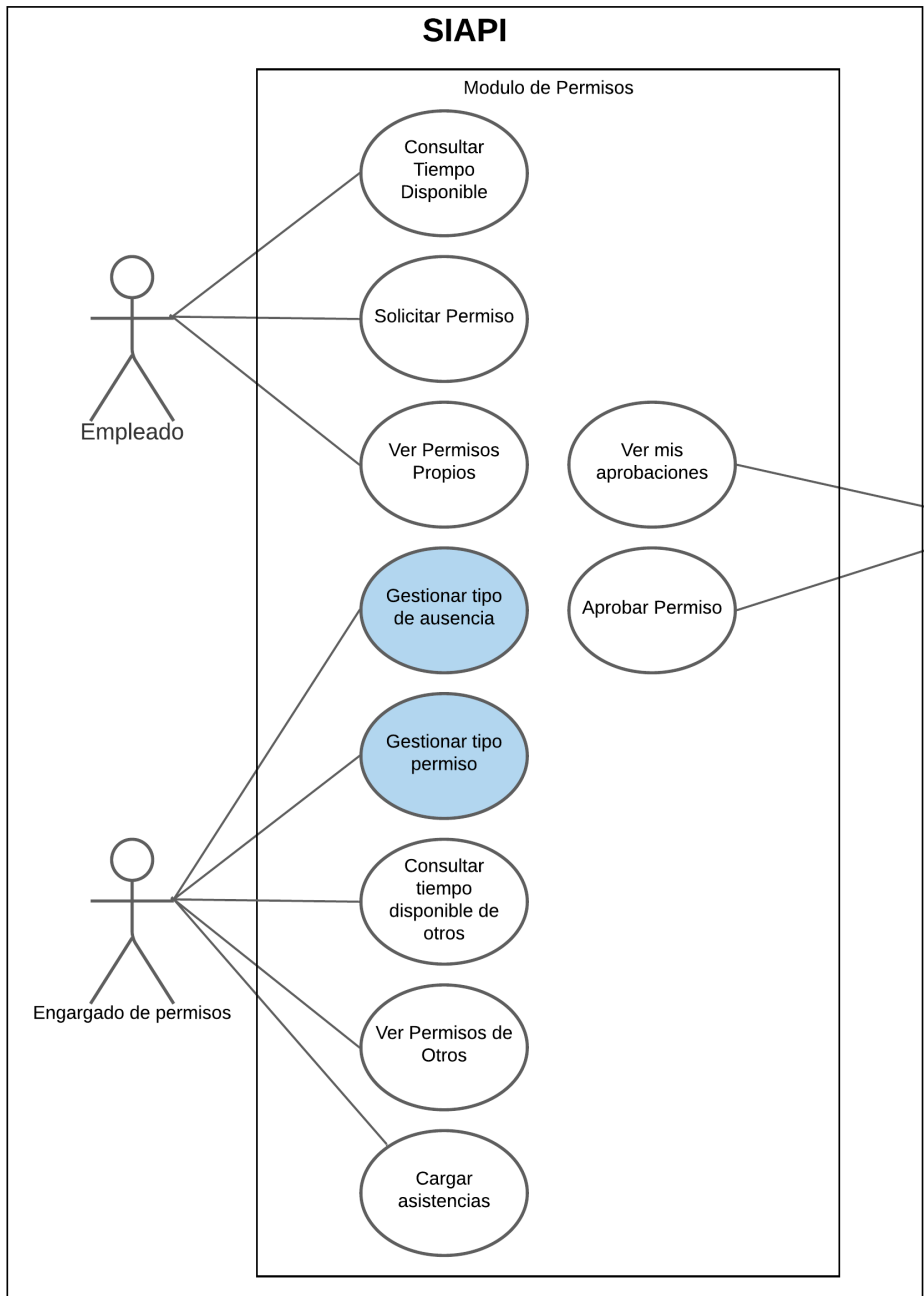 SIAPI
Modulo de Permisos
Consultar
Tiempo
Disponible
Solicitar Permiso
Empleado
Ver Permisos
Propios
Ver mis
aprobaciones
Gestionar tipo
de ausencia
Aprobar Permiso
Gestionar tipo
permiso
Consultar
tiempo
disponible de
otros
Engargado de permisos
Ver Permisos de
Otros
Cargar
asistencias